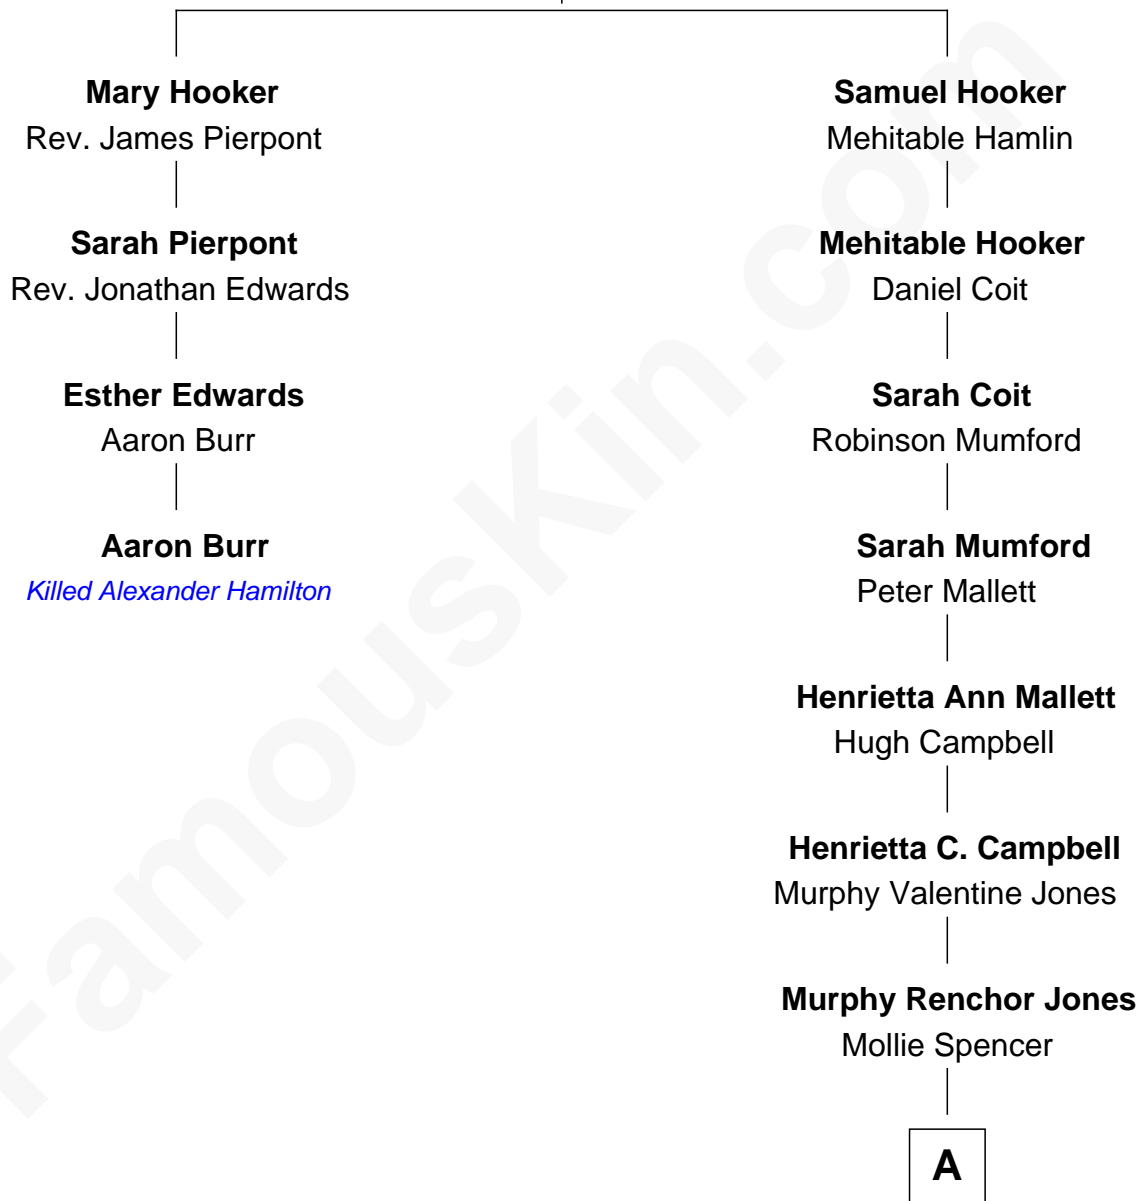 Mary Hooker
Rev. James Pierpont
Samuel Hooker
Mehitable Hamlin
Sarah Pierpont
Rev. Jonathan Edwards
Mehitable Hooker
Daniel Coit
Esther Edwards
Aaron Burr
Sarah Coit
Robinson Mumford
Aaron Burr
Killed Alexander Hamilton
Sarah Mumford
Peter Mallett
Henrietta Ann Mallett
Hugh Campbell
Henrietta C. Campbell
Murphy Valentine Jones
Murphy Renchor Jones
Mollie Spencer
A
FamousKin.com